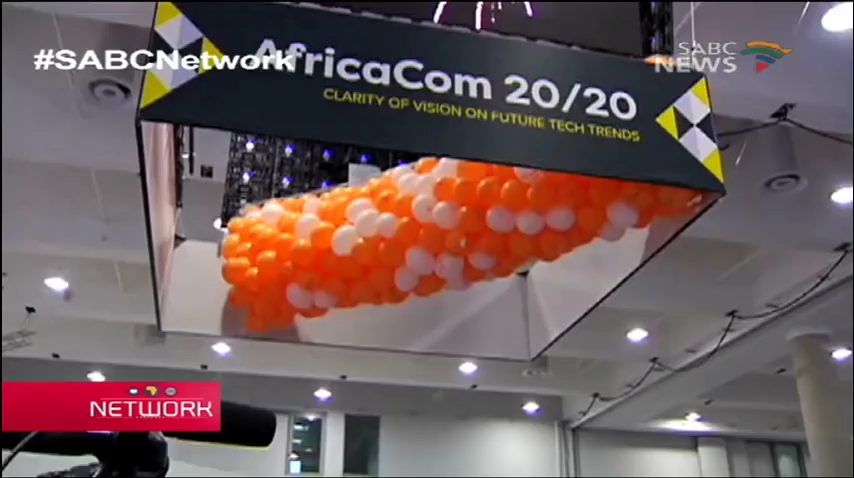 #SABCNetwork
SABC
NEWS
AfricaCom 20/20
CLARITY OF VISION ON FUTURE TECH TRENDS
NETWORK